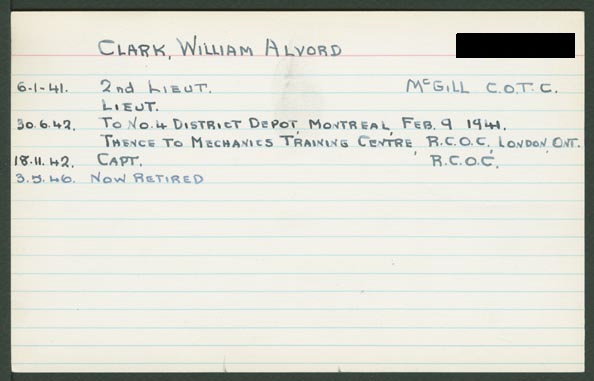 CLARK, WILLIAM ALVORD
6-1-41. 2nd LIEUT. McGILL C.O.T.C.
LIEUT.
30.6.42. TO NO.4 DISTRICT DEPOT, MONTREAL, FEB. 9 1941.
THENCE TO MECHANICS TRAINING CENTRE, R.C.O.C., LONDON, ONT.
18.11.42. CAPT. R.C.O.C.
3.5.46. NOW RETIRED